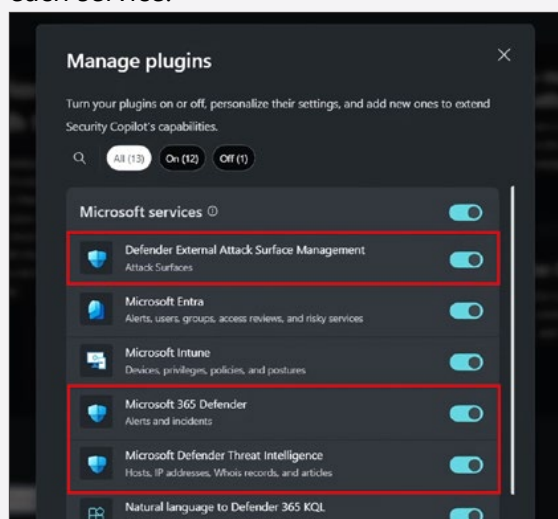 each service.
Manage plugins
Turn your plugins on or off, personalize their settings, and add new ones to extend
Security Copilot's capabilities.
All (13) On (12) Off (1)
Microsoft services
Defender External Attack Surface Management
Attack Surfaces
Microsoft Entra
Alerts, users, groups, access reviews, and risky services
Microsoft Intune
Devices, privileges, policies, and postures
Microsoft 365 Defender
Alerts and incidents
Microsoft Defender Threat Intelligence
Hosts, IP addresses, Whois records, and articles
Natural language to Defender 365 KQL